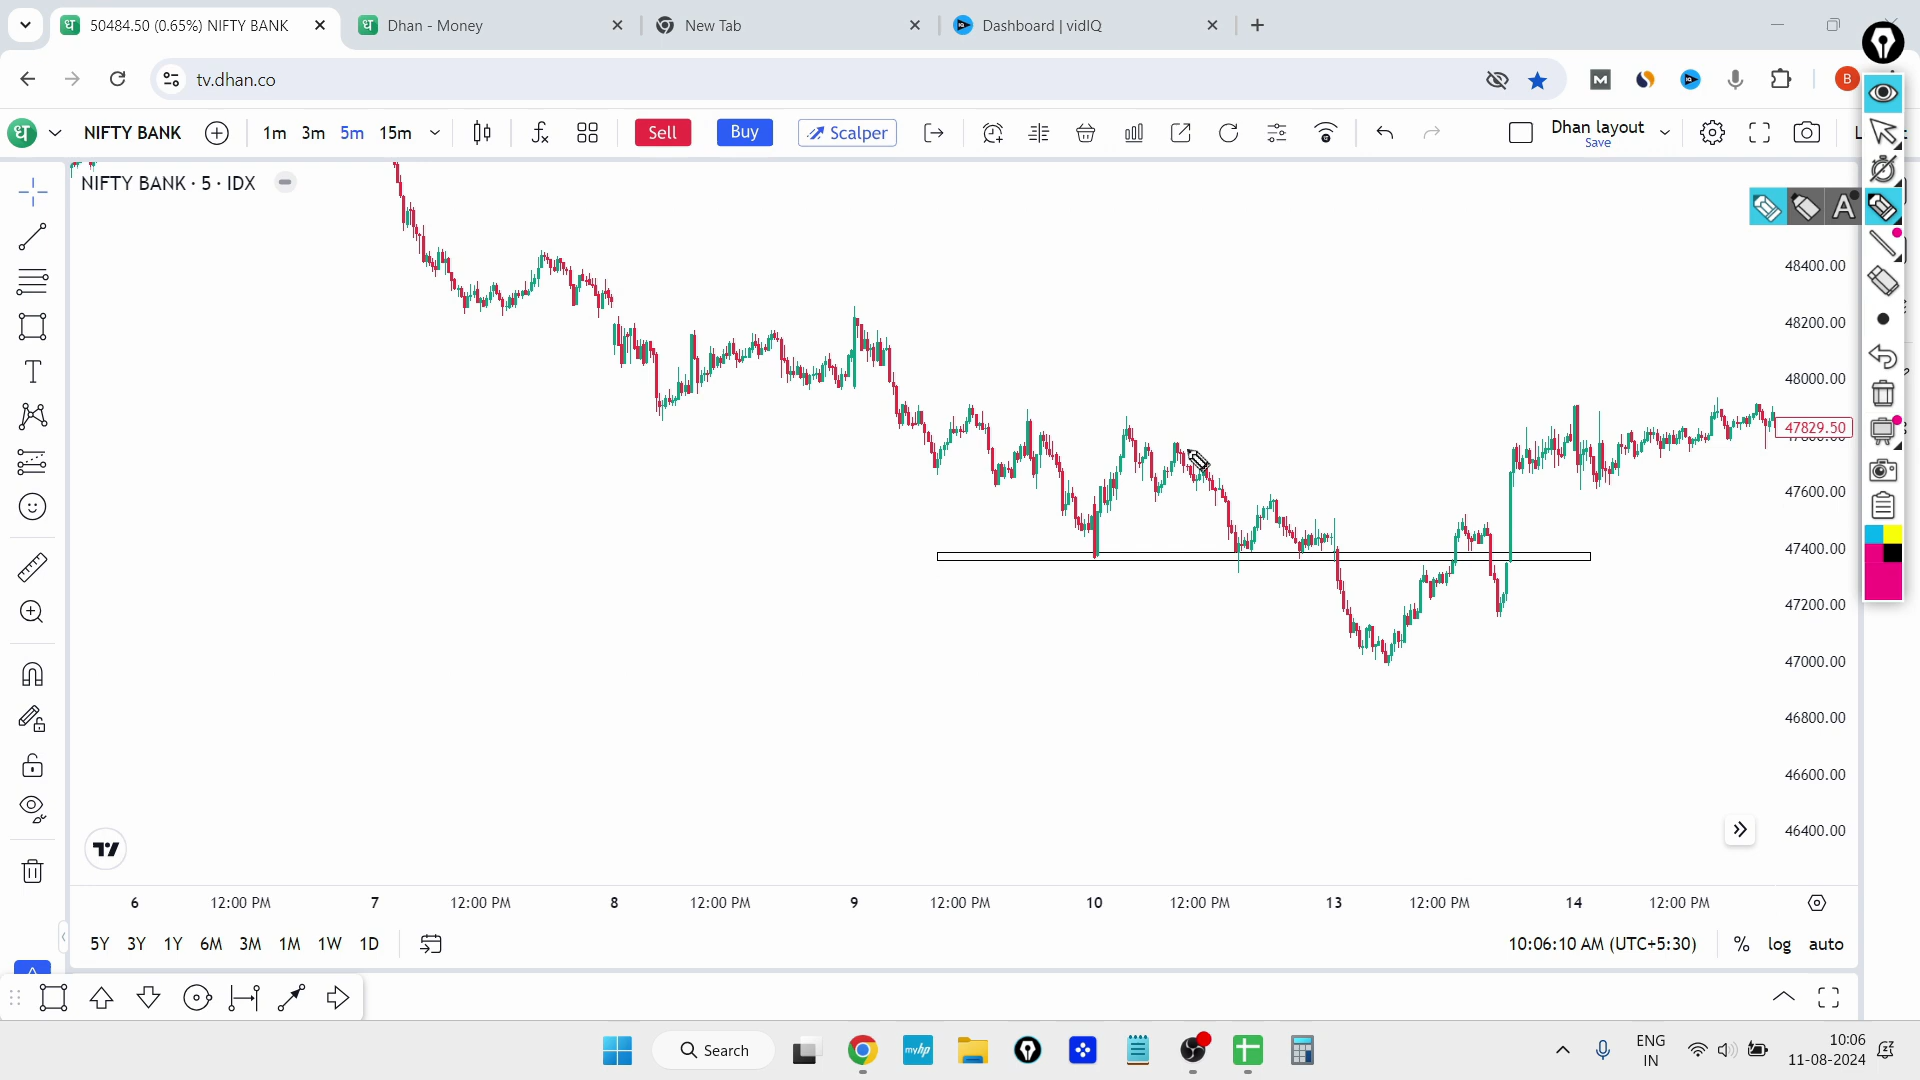 50484.50 (0.65%) NIFTY BANK
Dhan - Money
New Tab
Dashboard | vidIQ
tv.dhan.co
B
NIFTY BANK
1m 3m 5m 15m
Sell
Buy
Scalper
Dhan layout
Save
NIFTY BANK · 5 · IDX
A
48400.00
48200.00
48000.00
47829.50
47600.00
47400.00
47200.00
47000.00
46800.00
46600.00
46400.00
6 12:00 PM 7 12:00 PM 8 12:00 PM 9 12:00 PM 10 12:00 PM 13 12:00 PM 14 12:00 PM
5Y 3Y 1Y 6M 3M 1M 1W 1D
10:06:10 AM (UTC+5:30) % log auto
Search
myhp
ENG
IN
10:06
11-08-2024